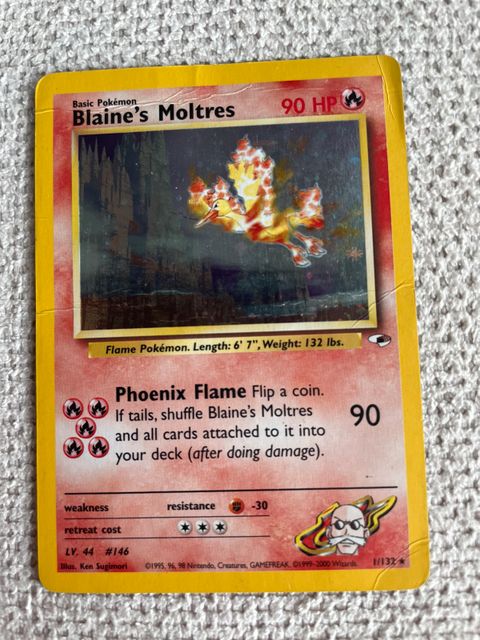 Basic Pokémon
Blaine's Moltres 90 HP
Flame Pokémon. Length: 6' 7", Weight: 132 lbs.
Phoenix Flame Flip a coin.
If tails, shuffle Blaine's Moltres
and all cards attached to it into
your deck (after doing damage).
90
weakness resistance -30
retreat cost
LV. 44 #146
Illus. Ken Sugimori ©1995, 96, 98 Nintendo, Creatures, GAMEFREAK. ©1999-2000 Wizards. 1/132 ★